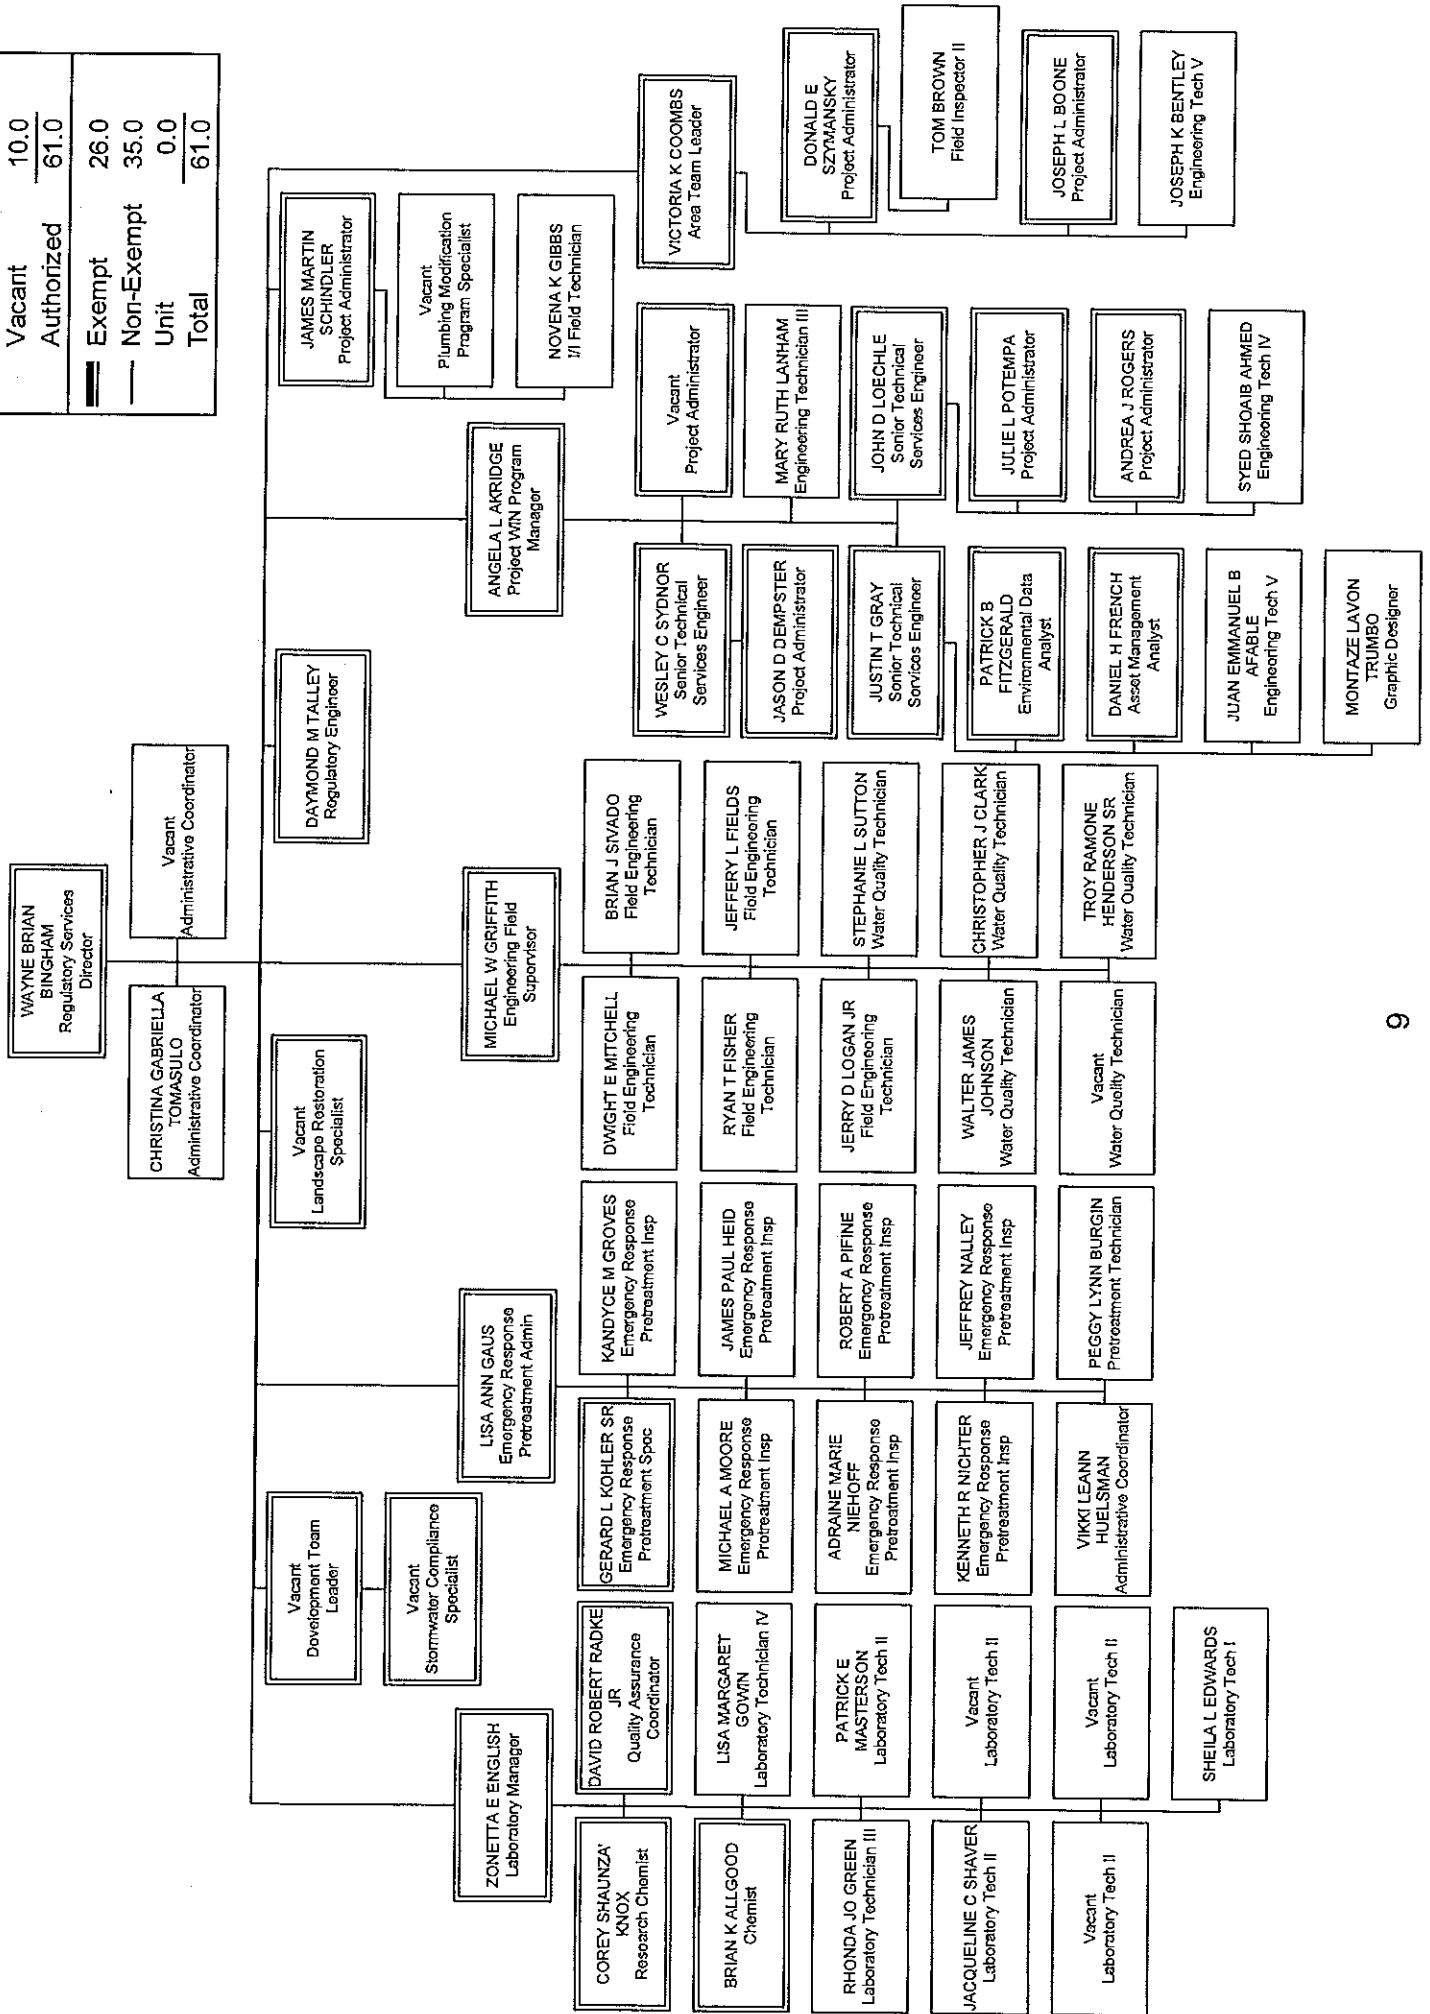 Vacant 10.0
Authorized 61.0
Exempt 26.0
Non-Exempt 35.0
Unit 0.0
Total 61.0
WAYNE BRIAN
BINGHAM
Regulatory Services
Director
CHRISTINA GABRIELLA
TOMASULO
Administrative Coordinator
Vacant
Administrative Coordinator
Vacant
Development Team
Leader
Vacant
Stormwater Compliance
Specialist
Vacant
Landscape Restoration
Specialist
DAYMOND M TALLEY
Regulatory Engineer
JAMES MARTIN
SCHINDLER
Project Administrator
Vacant
Plumbing Modification
Program Specialist
NOVENA K GIBBS
I/I Field Technician
ZONETTA E ENGLISH
Laboratory Manager
COREY SHAUNZA'
KNOX
Research Chemist
DAVID ROBERT RADKE
JR
Quality Assurance
Coordinator
BRIAN K ALLGOOD
Chemist
LISA MARGARET
GOWIN
Laboratory Technician IV
RHONDA JO GREEN
Laboratory Technician III
PATRICK E
MASTERSON
Laboratory Tech II
JACQUELINE C SHAVER
Laboratory Tech II
Vacant
Laboratory Tech II
Vacant
Laboratory Tech II
Vacant
Laboratory Tech II
SHEILA L EDWARDS
Laboratory Tech I
LISA ANN GAUS
Emergency Response
Pretreatment Admin
GERARD L KOHLER SR
Emergency Response
Pretreatment Spec
KANDYCE M GROVES
Emergency Response
Pretreatment Insp
MICHAEL A MOORE
Emergency Response
Pretreatment Insp
JAMES PAUL HEID
Emergency Response
Pretreatment Insp
ADRAINE MARIE
NIEHOFF
Emergency Response
Pretreatment Insp
ROBERT A PIFINE
Emergency Response
Pretreatment Insp
KENNETH R NICHTER
Emergency Response
Pretreatment Insp
JEFFREY NALLEY
Emergency Response
Pretreatment Insp
VIKKI LEANN
HUELSMAN
Administrative Coordinator
PEGGY LYNN BURGIN
Pretreatment Technician
MICHAEL W GRIFFITH
Engineering Field
Supervisor
DWIGHT E MITCHELL
Field Engineering
Technician
BRIAN J SIVADO
Field Engineering
Technician
RYAN T FISHER
Field Engineering
Technician
JEFFERY L FIELDS
Field Engineering
Technician
JERRY D LOGAN JR
Field Engineering
Technician
STEPHANIE L SUTTON
Water Quality Technician
WALTER JAMES
JOHNSON
Water Quality Technician
CHRISTOPHER J CLARK
Water Quality Technician
Vacant
Water Quality Technician
TROY RAMONE
HENDERSON SR
Water Quality Technician
ANGELA L AKRIDGE
Project WIN Program
Manager
WESLEY C SYDNOR
Senior Technical
Services Engineer
Vacant
Project Administrator
JASON D DEMPSTER
Project Administrator
MARY RUTH LANHAM
Engineering Technician III
JUSTIN T GRAY
Senior Technical
Services Engineer
JOHN D LOECHLE
Senior Technical
Services Engineer
PATRICK B
FITZGERALD
Environmental Data
Analyst
DANIEL H FRENCH
Asset Management
Analyst
JUAN EMMANUEL B
AFABLE
Engineering Tech V
MONTAZE LAVON
TRUMBO
Graphic Designer
JULIE L POTEMPA
Project Administrator
ANDREA J ROGERS
Project Administrator
SYED SHOAIB AHMED
Engineering Tech IV
VICTORIA K COOMBS
Area Team Leader
DONALD E
SZYMANSKY
Project Administrator
TOM BROWN
Field Inspector II
JOSEPH L BOONE
Project Administrator
JOSEPH K BENTLEY
Engineering Tech V
9